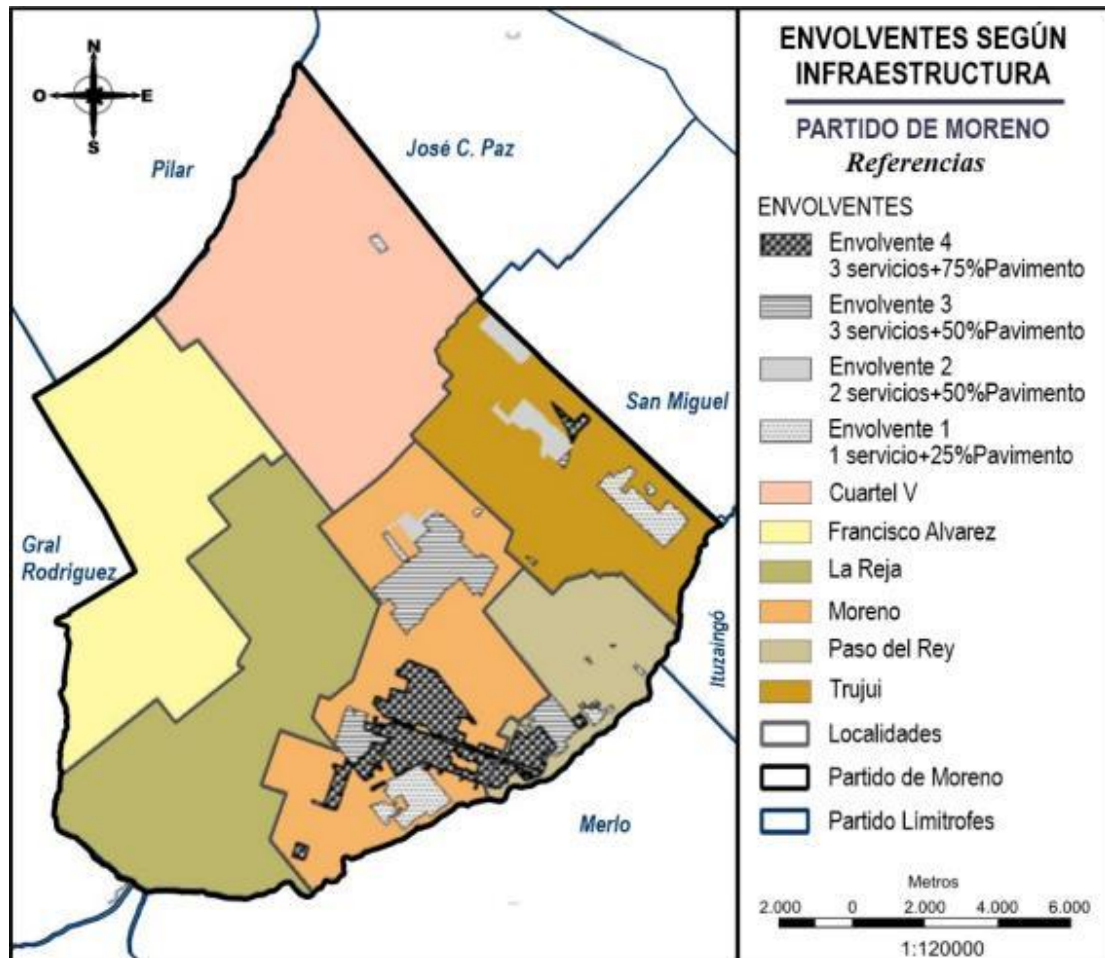 N
O
E
S
Pilar
José C. Paz
San Miguel
Gral
Rodriguez
Ituzaingó
Merlo
ENVOLVENTES SEGÚN
INFRAESTRUCTURA
PARTIDO DE MORENO
Referencias
ENVOLVENTES
Envolvente 4
3 servicios+75%Pavimento
Envolvente 3
3 servicios+50%Pavimento
Envolvente 2
2 servicios+50%Pavimento
Envolvente 1
1 servicio+25%Pavimento
Cuartel V
Francisco Alvarez
La Reja
Moreno
Paso del Rey
Trujui
Localidades
Partido de Moreno
Partido Limitrofes
Metros
2.000 0 2.000 4.000 6.000
1:120000